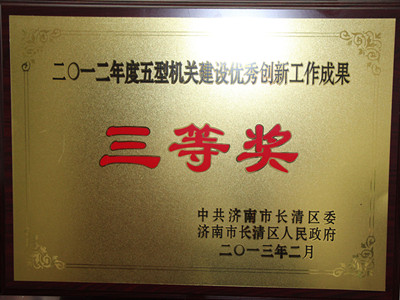 二〇一二年度五型机关建设优秀创新工作成果
三等奖
中共济南市长清区委
济南市长清区人民政府
二〇一三年二月